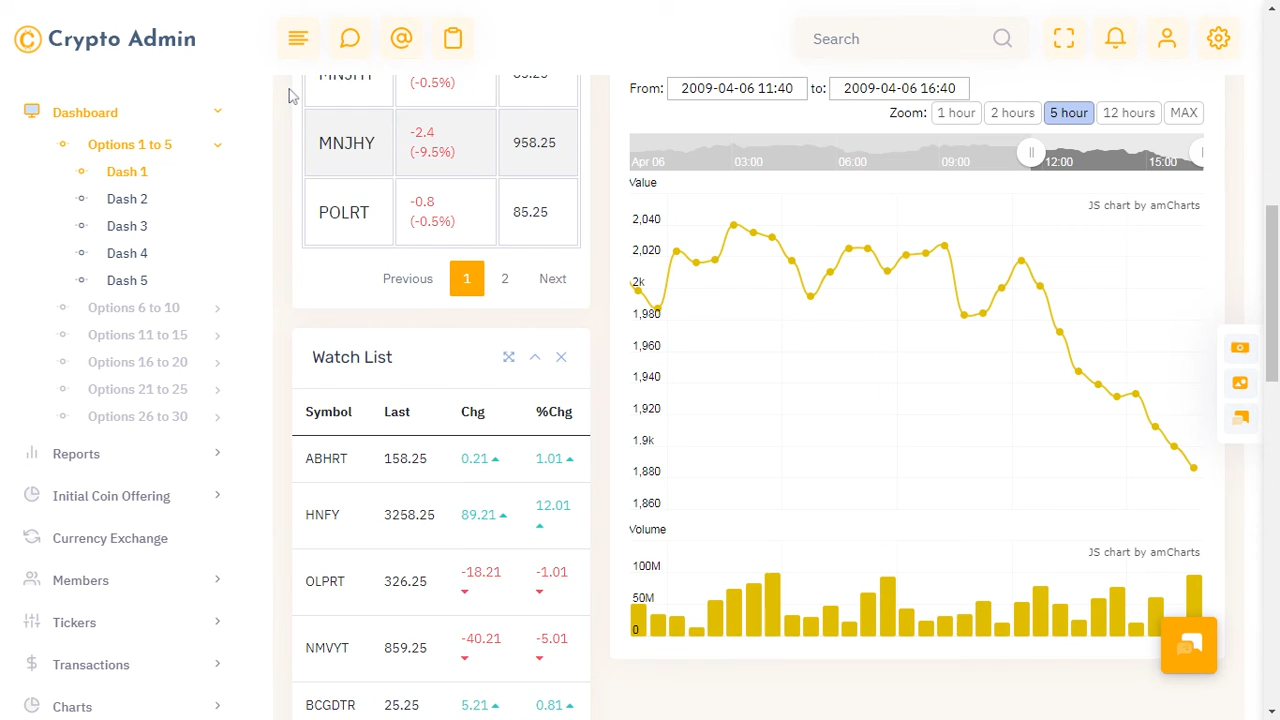 Crypto Admin
Search
Dashboard
Options 1 to 5
Dash 1
Dash 2
Dash 3
Dash 4
Dash 5
Options 6 to 10
Options 11 to 15
Options 16 to 20
Options 21 to 25
Options 26 to 30
Reports
Initial Coin Offering
Currency Exchange
Members
Tickers
Transactions
Charts
(-0.5%)
MNJHY
-2.4
(-9.5%)
958.25
POLRT
-0.8
(-0.5%)
85.25
Previous 1 2 Next
Watch List
Symbol Last Chg %Chg
ABHRT 158.25 0.21 1.01
HNFY 3258.25 89.21 12.01
OLPRT 326.25 -18.21 -1.01
NMVYT 859.25 -40.21 -5.01
BCGDTR 25.25 5.21 0.81
From: 2009-04-06 11:40 to: 2009-04-06 16:40
Zoom: 1 hour 2 hours 5 hour 12 hours MAX
Apr 06 03:00 06:00 09:00 12:00 15:00
Value
JS chart by amCharts
2,040
2,020
2k
1,980
1,960
1,940
1,920
1.9k
1,880
1,860
Volume
JS chart by amCharts
100M
50M
0